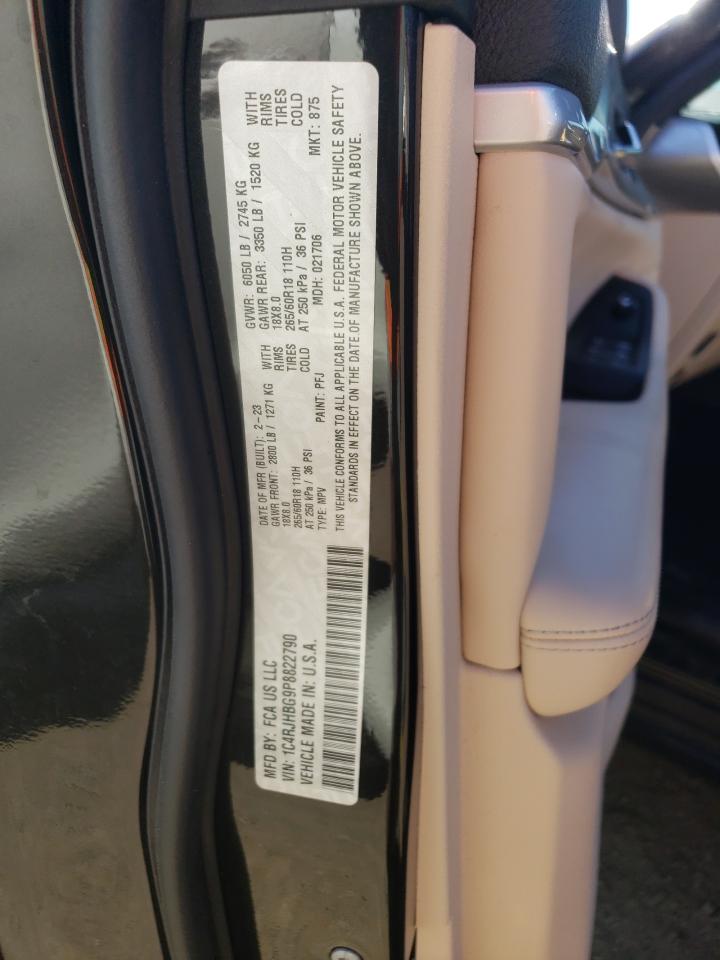 MFD BY: FCA US LLC
DATE OF MFR (BUILT): 2-23
GVWR: 6050 LB / 2745 KG
GAWR FRONT: 2800 LB / 1271 KG WITH
GAWR REAR: 3350 LB / 1520 KG WITH
18X8.0 RIMS
18X8.0 RIMS
265/60R18 110H TIRES
265/60R18 110H TIRES
AT 250 kPa / 36 PSI COLD
AT 250 kPa / 36 PSI COLD
VIN: 1C4RJHBG9P8822790
TYPE: MPV
PAINT: PFJ
MDH: 021706
MKT: 875
VEHICLE MADE IN: U.S.A.
THIS VEHICLE CONFORMS TO ALL APPLICABLE U.S.A. FEDERAL MOTOR VEHICLE SAFETY
STANDARDS IN EFFECT ON THE DATE OF MANUFACTURE SHOWN ABOVE.